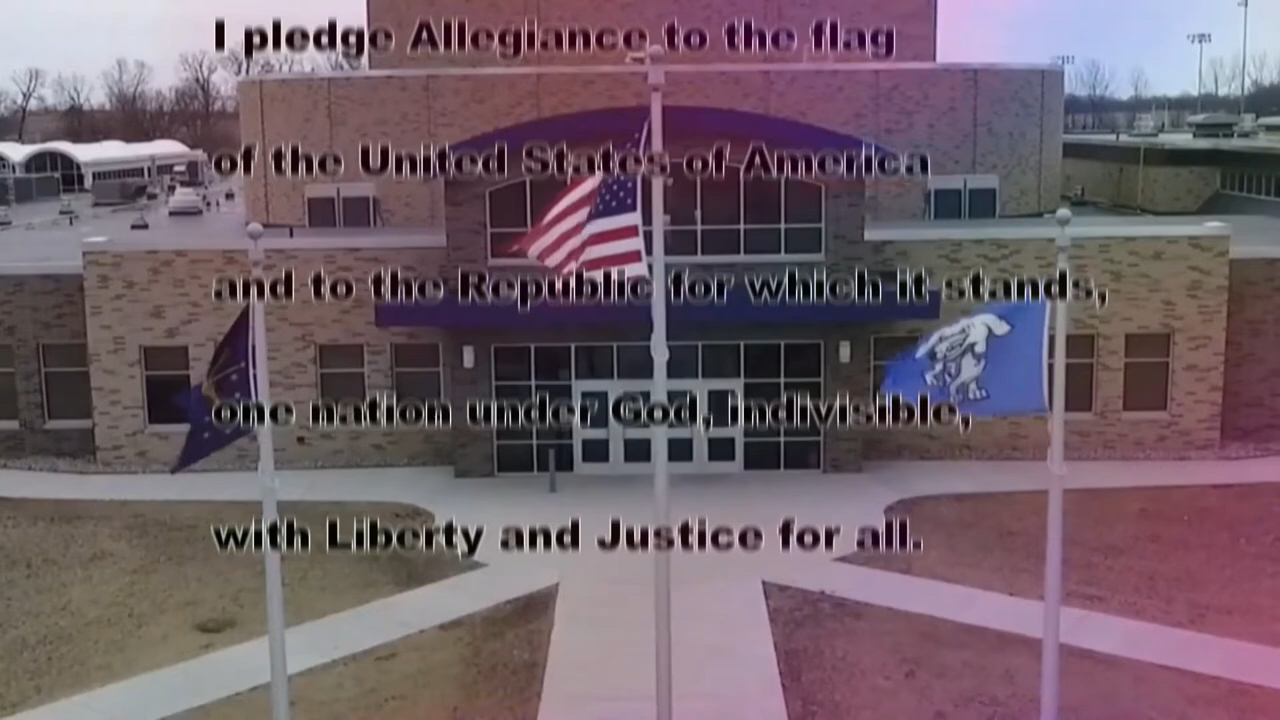 I pledge Allegiance to the flag
of the United States of America
and to the Republic for which it stands,
one nation under God, indivisible,
with Liberty and Justice for all.